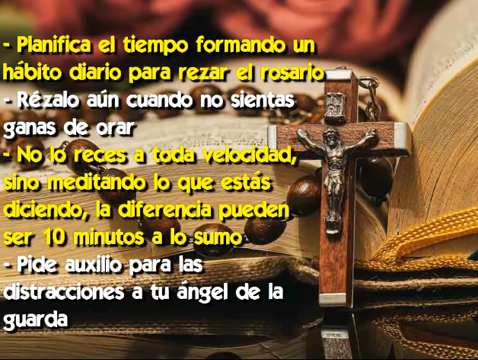 - Planifica el tiempo formando un
hábito diario para rezar el rosario
- Rézalo aún cuando no sientas
ganas de orar
- No lo reces a toda velocidad,
sino meditando lo que estás
diciendo, la diferencia pueden
ser 10 minutos a lo sumo
- Pide auxilio para las
distracciones a tu ángel de la
guarda